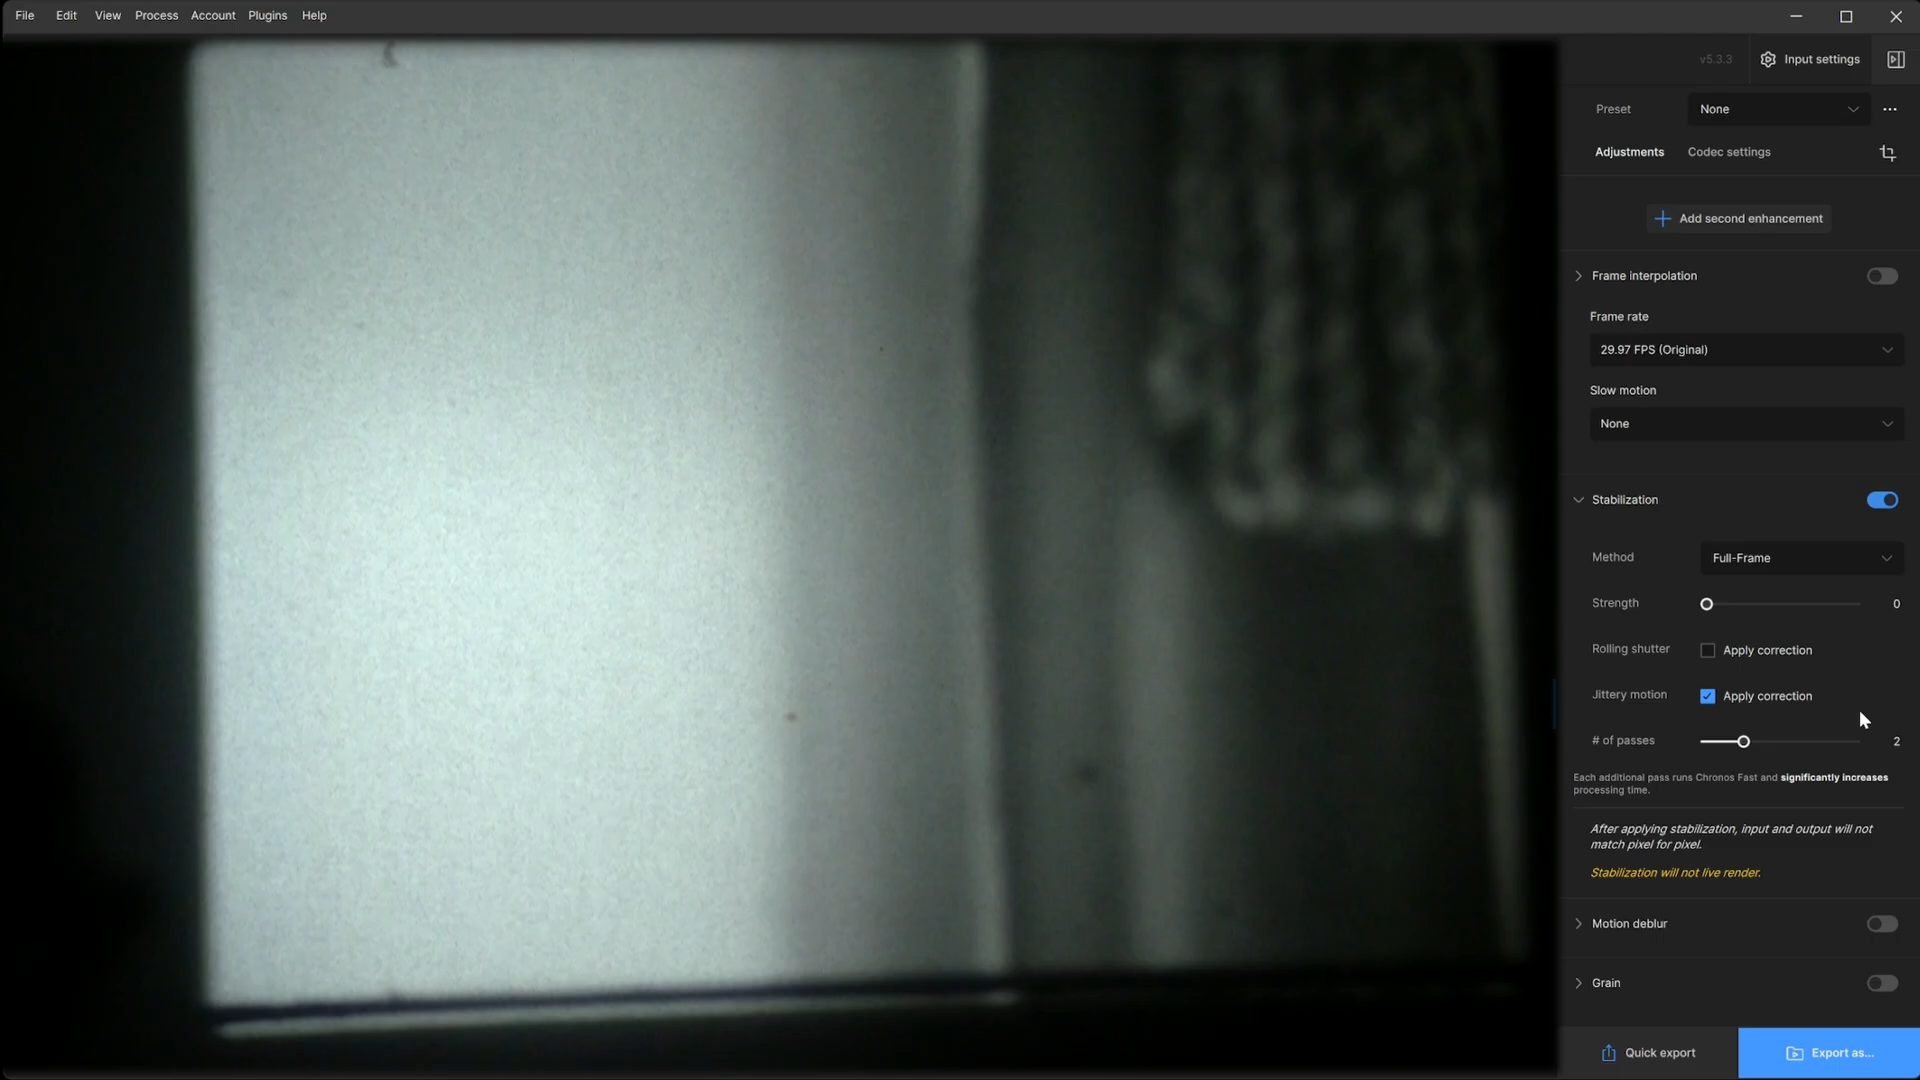 File Edit View Process Account Plugins Help
v5.3.3 Input settings
Preset None
Adjustments Codec settings
Add second enhancement
Frame interpolation
Frame rate
29.97 FPS (Original)
Slow motion
None
Stabilization
Method Full-Frame
Strength 0
Rolling shutter Apply correction
Jittery motion Apply correction
# of passes 2
Each additional pass runs Chronos Fast and significantly increases
processing time.
After applying stabilization, input and output will not
match pixel for pixel.
Stabilization will not live render.
Motion deblur
Grain
Quick export Export as...